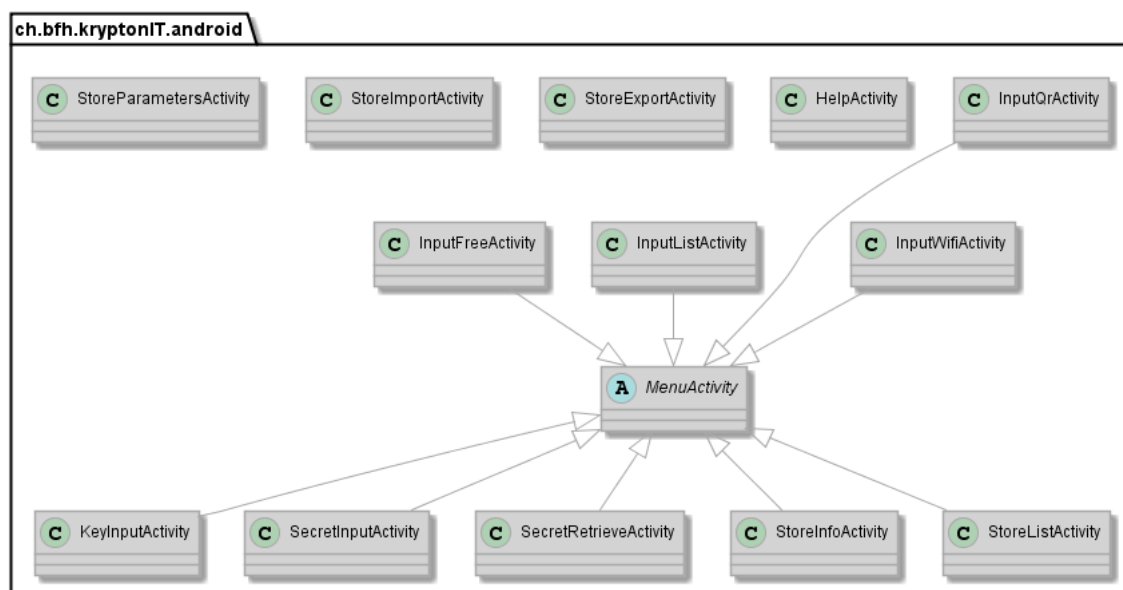 ch.bfh.kryptonIT.android
C StoreParametersActivity
C StoreImportActivity
C StoreExportActivity
C HelpActivity
C InputQrActivity
C InputFreeActivity
C InputListActivity
C InputWifiActivity
A MenuActivity
C KeyInputActivity
C SecretInputActivity
C SecretRetrieveActivity
C StoreInfoActivity
C StoreListActivity